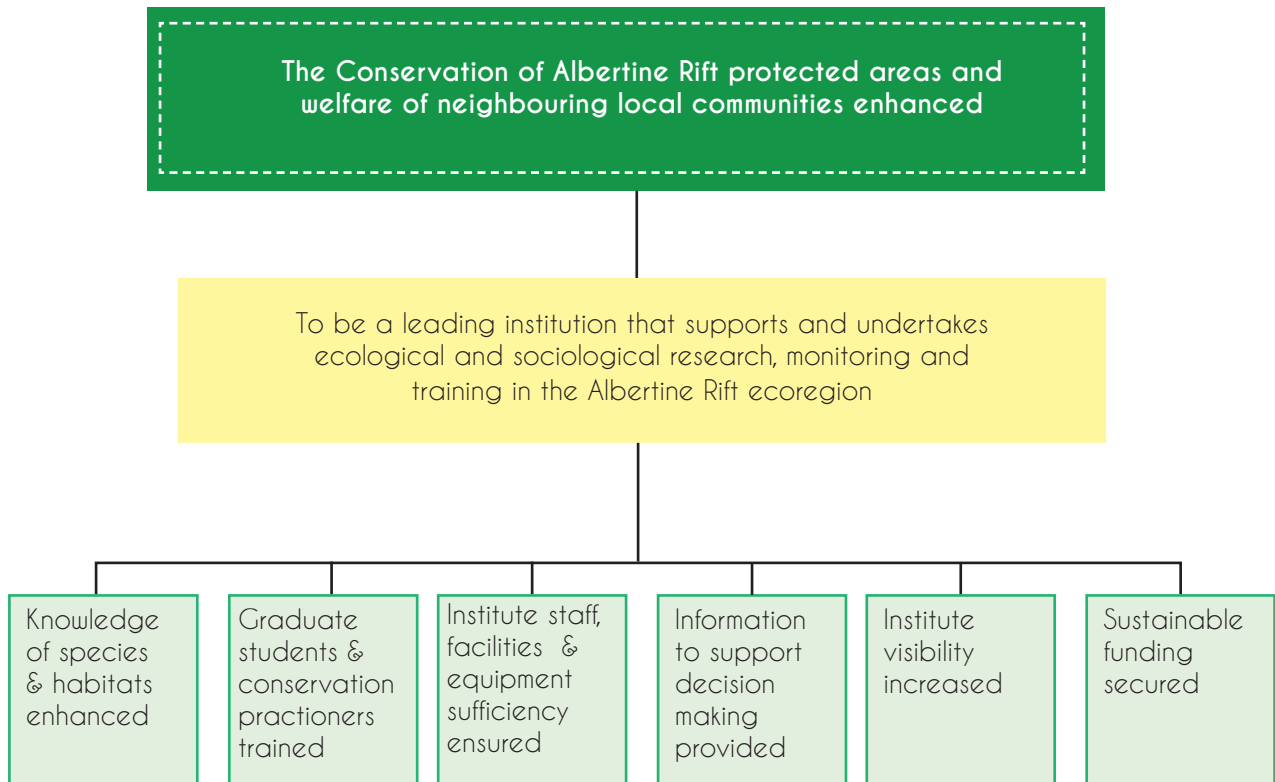 The Conservation of Albertine Rift protected areas and
welfare of neighbouring local communities enhanced
To be a leading institution that supports and undertakes
ecological and sociological research, monitoring and
training in the Albertine Rift ecoregion
Knowledge
of species
& habitats
enhanced
Graduate
students &
conservation
practioners
trained
Institute staff,
facilities &
equipment
sufficiency
ensured
Information
to support
decision
making
provided
Institute
visibility
increased
Sustainable
funding
secured